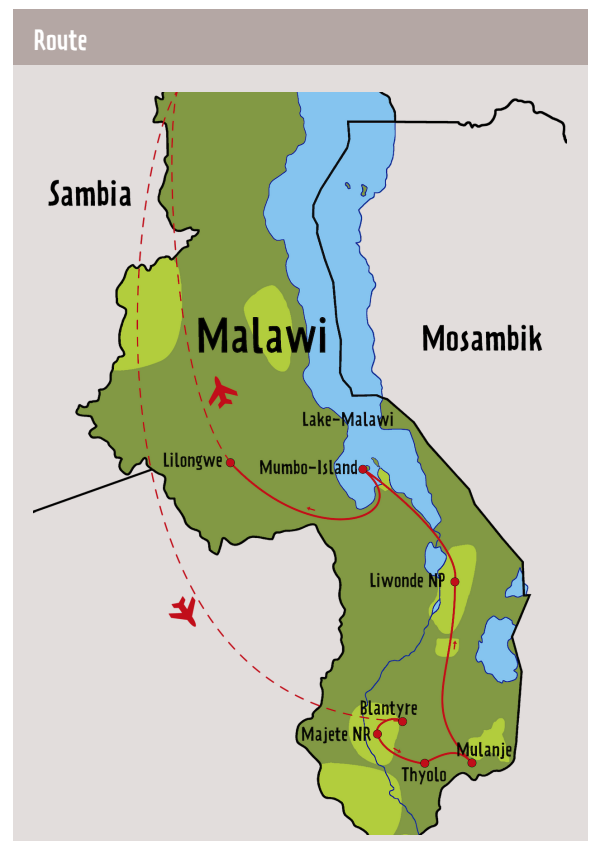 Route
Sambia
Malawi
Mosambik
Lake-Malawi
Lilongwe
Mumbo-Island
Liwonde NP
Blantyre
Majete NR
Mulanje
Thyolo